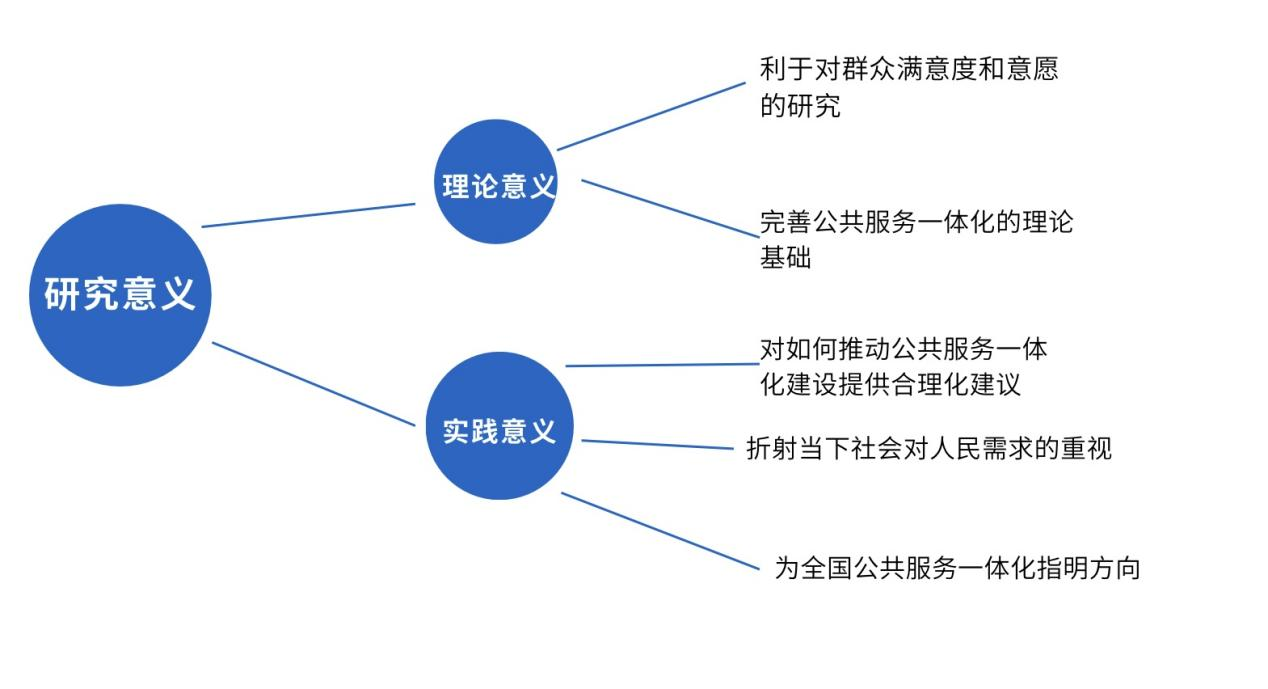 研究意义
理论意义
利于对群众满意度和意愿
的研究
完善公共服务一体化的理论
基础
实践意义
对如何推动公共服务一体
化建设提供合理化建议
折射当下社会对人民需求的重视
为全国公共服务一体化指明方向